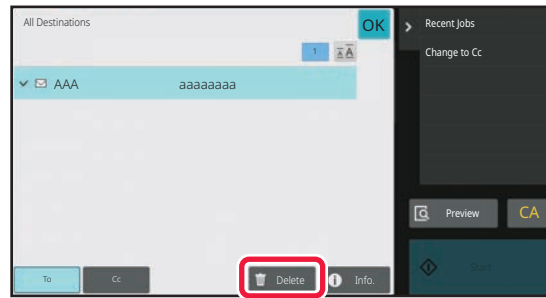 All Destinations
OK
1
AAA aaaaaaaa
To
Cc
Delete
Info.
Recent Jobs
Change to Cc
Preview
CA
Start